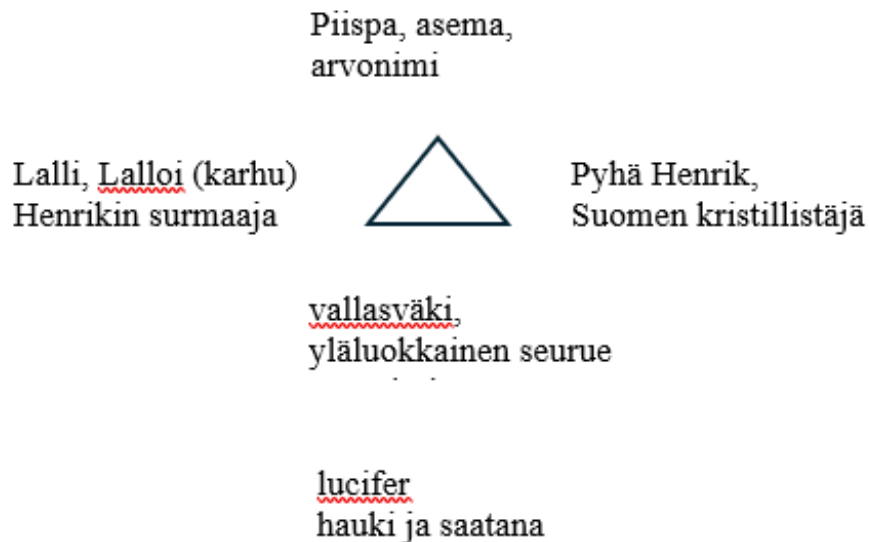 Piispa, asema,
arvonimi
Lalli, Lalloi (karhu)
Henrikin surmaaja
Pyhä Henrik,
Suomen kristillistäjä
vallasväki,
yläluokkainen seurue
lucifer
hauki ja saatana